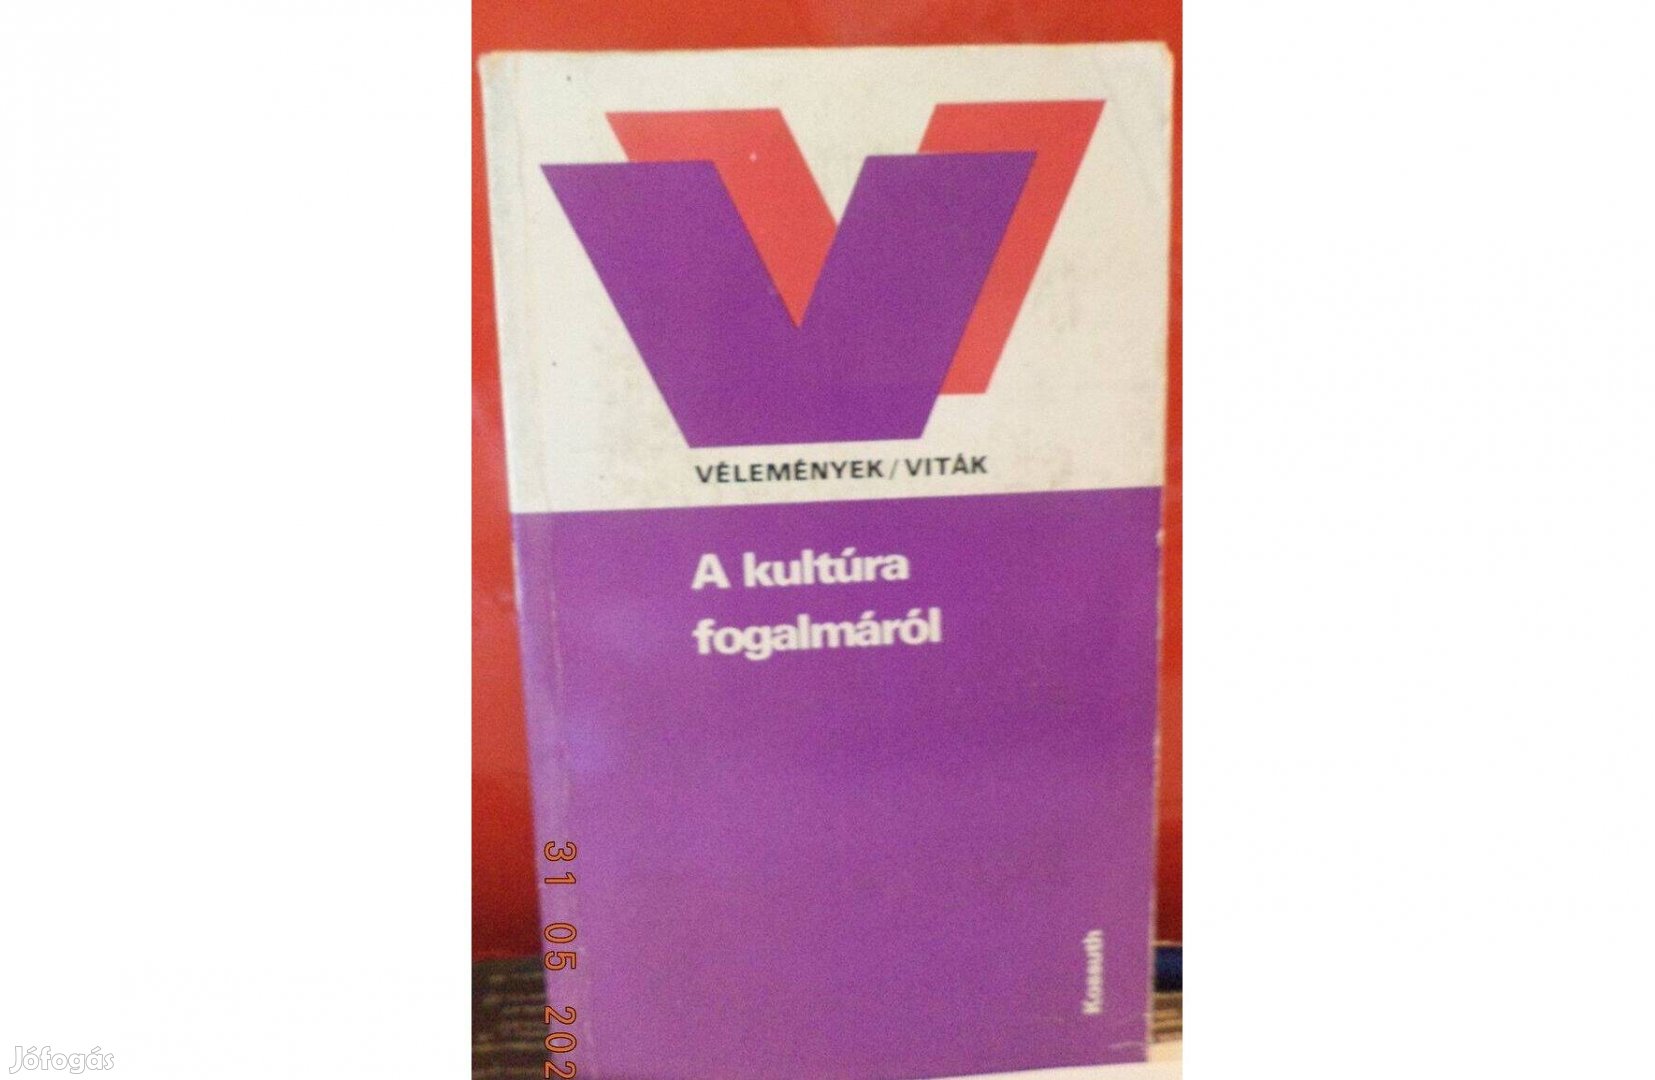 VÉLEMÉNYEK/VITÁK
A kultúra
fogalmáról
Kossuth
31 05 202
Jófogás